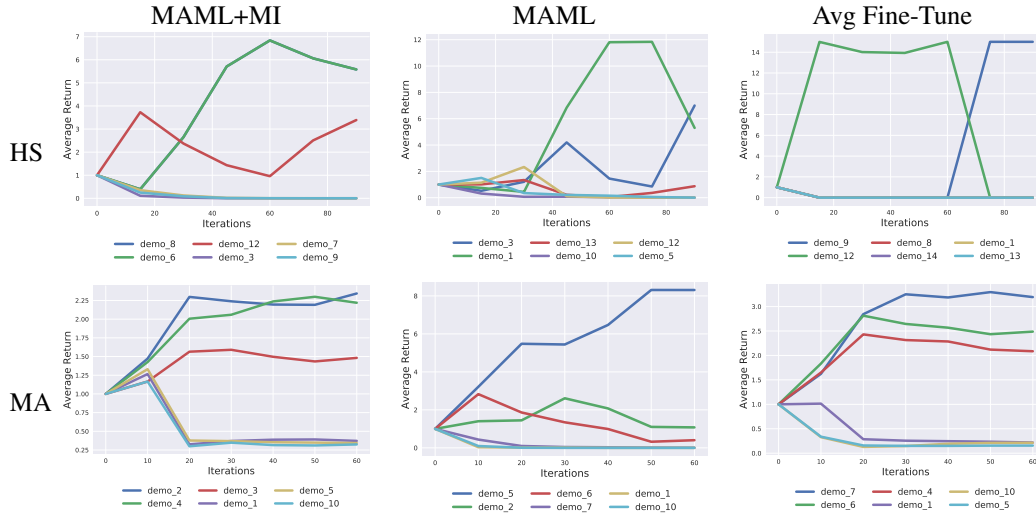 MAML+MI MAML Avg Fine-Tune
HS
Average Return
7
6
5
4
3
2
1
0
0 20 40 60 80
Iterations
demo_8 demo_12 demo_7
demo_6 demo_3 demo_9
Average Return
12
10
8
6
4
2
0
0 20 40 60 80
Iterations
demo_3 demo_13 demo_12
demo_1 demo_10 demo_5
Average Return
14
12
10
8
6
4
2
0
0 20 40 60 80
Iterations
demo_9 demo_8 demo_1
demo_12 demo_14 demo_13
MA
Average Return
2.25
2.00
1.75
1.50
1.25
1.00
0.75
0.50
0.25
0 10 20 30 40 50 60
Iterations
demo_2 demo_3 demo_5
demo_4 demo_1 demo_10
Average Return
8
6
4
2
0
0 10 20 30 40 50 60
Iterations
demo_5 demo_6 demo_1
demo_2 demo_7 demo_10
Average Return
3.0
2.5
2.0
1.5
1.0
0.5
0.0
0 10 20 30 40 50 60
Iterations
demo_7 demo_4 demo_10
demo_6 demo_1 demo_5